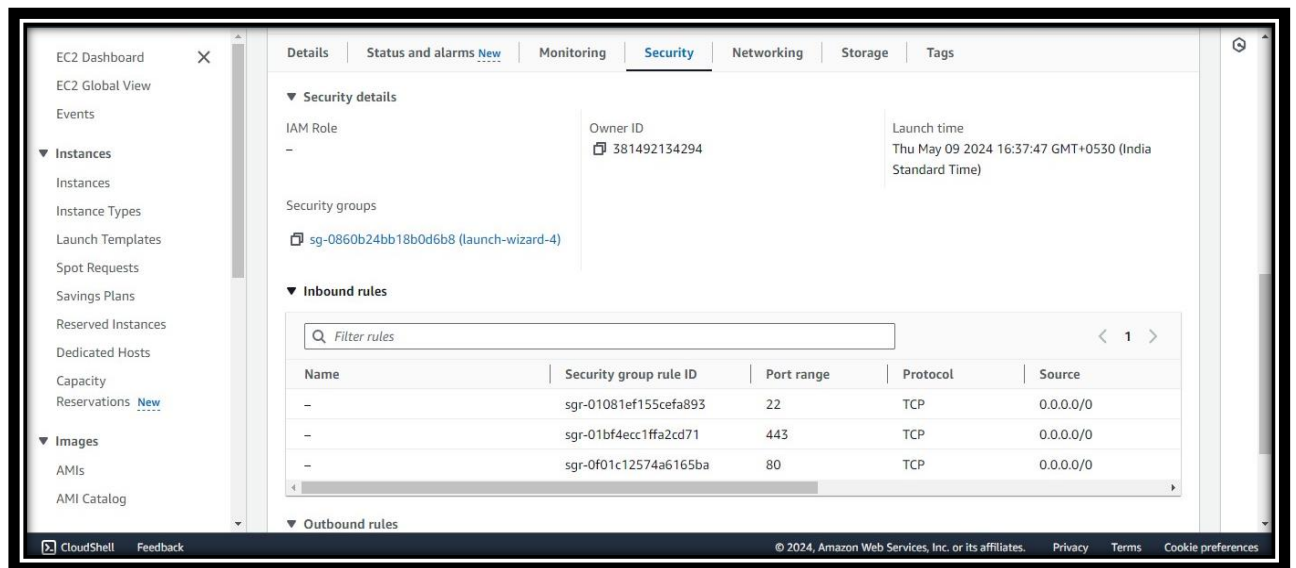 EC2 Dashboard
EC2 Global View
Events
Instances
Instances
Instance Types
Launch Templates
Spot Requests
Savings Plans
Reserved Instances
Dedicated Hosts
Capacity
Reservations New
Images
AMIs
AMI Catalog
Details Status and alarms New Monitoring Security Networking Storage Tags
Security details
IAM Role Owner ID Launch time
– 381492134294 Thu May 09 2024 16:37:47 GMT+0530 (India
Standard Time)
Security groups
sg-0860b24bb18b0d6b8 (launch-wizard-4)
Inbound rules
Filter rules 1
Name Security group rule ID Port range Protocol Source
– sgr-01081ef155cefa893 22 TCP 0.0.0.0/0
– sgr-01bf4ecc1ffa2cd71 443 TCP 0.0.0.0/0
– sgr-0f01c12574a6165ba 80 TCP 0.0.0.0/0
Outbound rules
CloudShell Feedback © 2024, Amazon Web Services, Inc. or its affiliates. Privacy Terms Cookie preferences